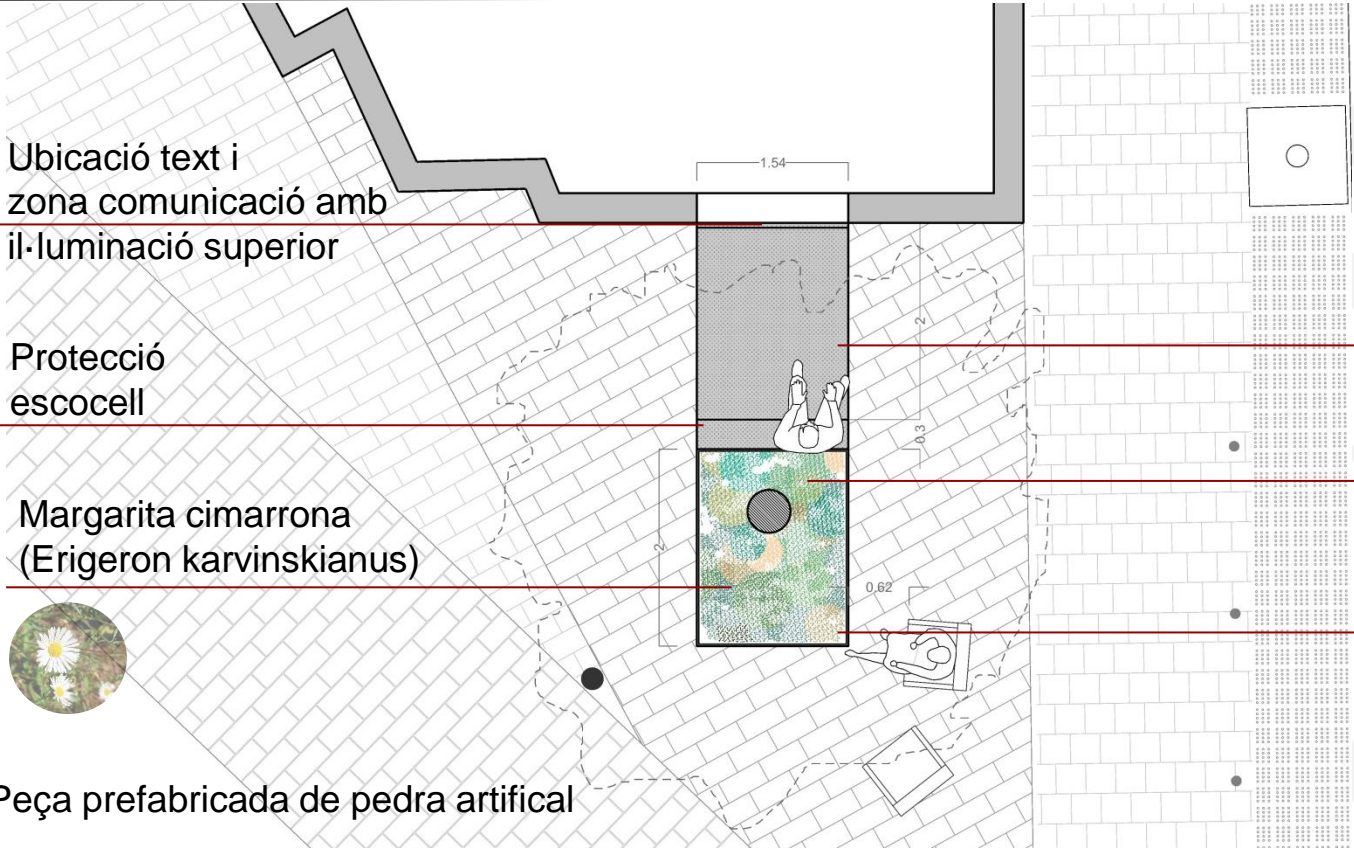 Ubicació text i
zona comunicació amb
il·luminació superior
1.54
2
Protecció
escocell
0.3
Margarita cimarrona
(Erigeron karvinskianus)
2
0.62
Peça prefabricada de pedra artifical